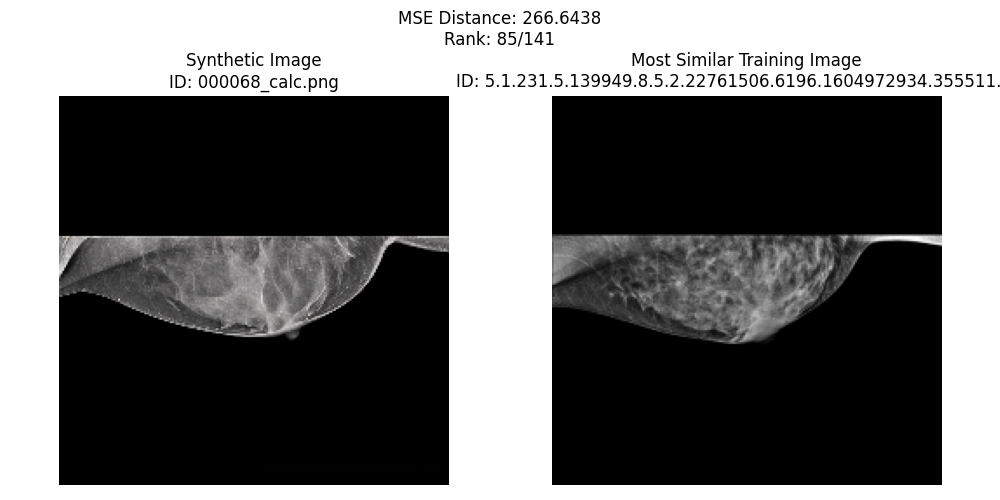 MSE Distance: 266.6438
Rank: 85/141
Synthetic Image
ID: 000068_calc.png
Most Similar Training Image
ID: 5.1.231.5.139949.8.5.2.22761506.6196.1604972934.355511.